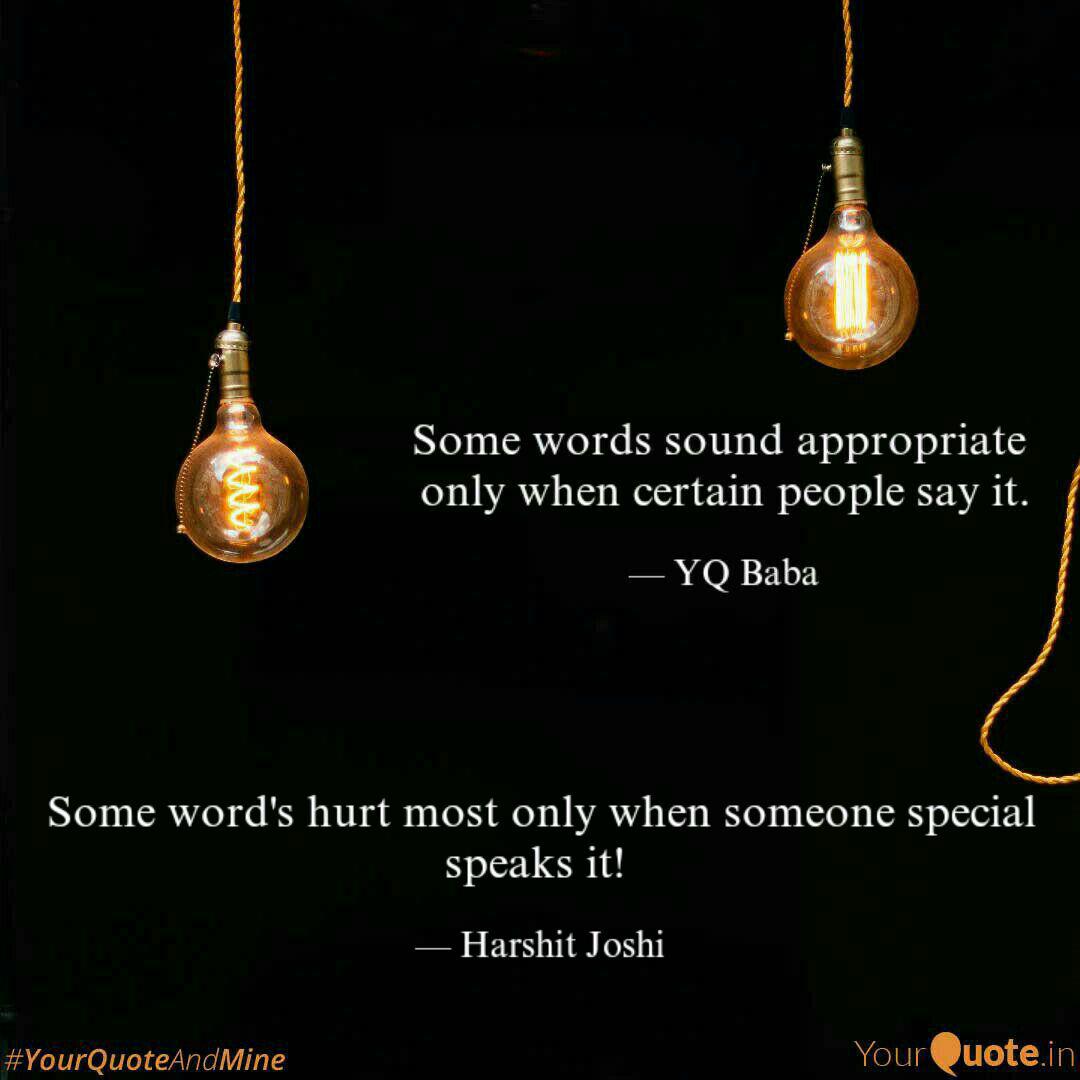 Some words sound appropriate
only when certain people say it.
— YQ Baba
Some word's hurt most only when someone special
speaks it!
— Harshit Joshi
#YourQuoteAndMine
YourQuote.in